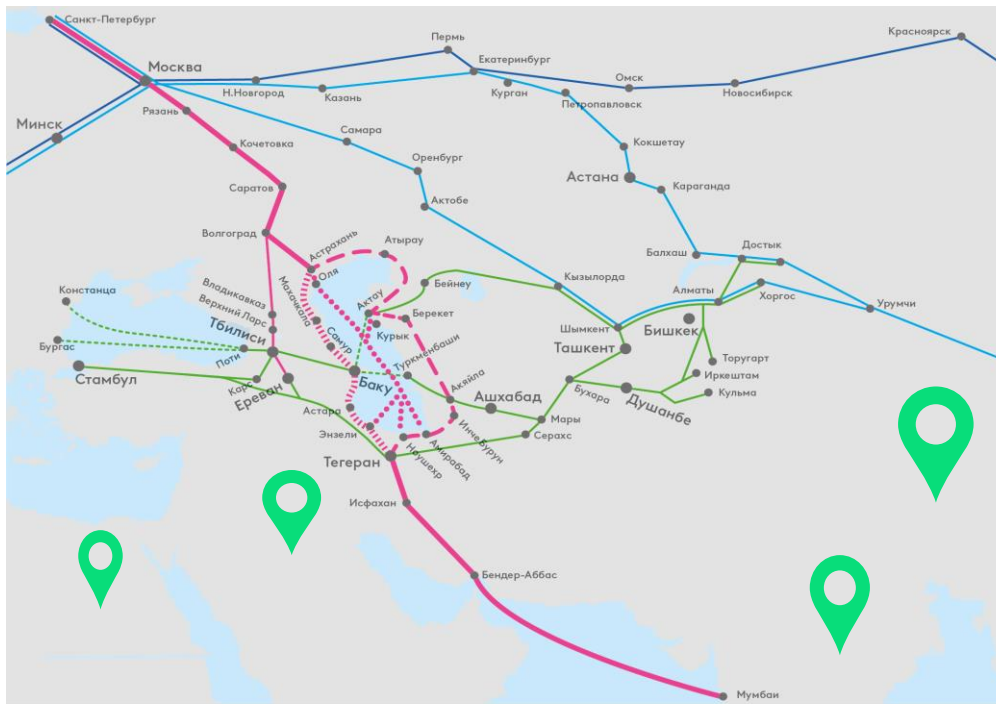 Санкт-Петербург
Красноярск
Пермь
Екатеринбург
Москва
Омск
Н.Новгород
Казань
Курган
Петропавловск
Новосибирск
Рязань
Минск
Самара
Кочетовка
Кокшетау
Оренбург
Астана
Саратов
Караганда
Актобе
Волгоград
Астрахань
Атырау
Балхаш
Достык
Оля
Бейнеу
Кызылорда
Алматы
Хоргос
Урумчи
Констанца
Владикавказ
Верхний Ларс
Махачкала
Актау
Берекет
Шымкент
Бишкек
Тбилиси
Самур
Курык
Ташкент
Бургас
Поти
Туркменбаши
Торугарт
Стамбул
Карс
Ереван
Баку
Акяйла
Иркештам
Ашхабад
Бухара
Душанбе
Кульма
Астара
Мары
Энзели
ИнчеБурун
Серахс
Тегеран
Ноушехр
Амирабад
Исфахан
Бендер-Аббас
Мумбаи